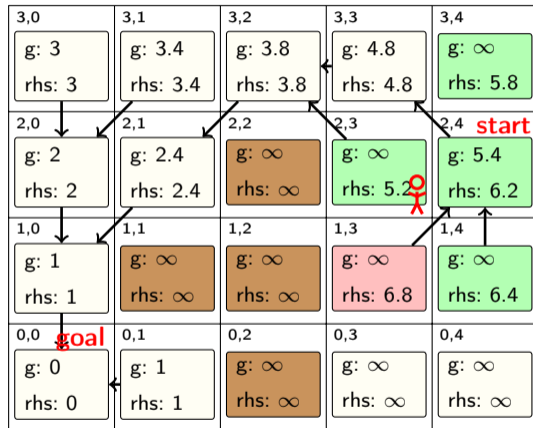 3,0 3,1 3,2 3,3 3,4
g: 3 g: 3.4 g: 3.8 g: 4.8 g: ∞
rhs: 3 rhs: 3.4 rhs: 3.8 rhs: 4.8 rhs: 5.8
2,0 2,1 2,2 2,3 2,4 start
g: 2 g: 2.4 g: ∞ g: ∞ g: 5.4
rhs: 2 rhs: 2.4 rhs: ∞ rhs: 5.2 rhs: 6.2
1,0 1,1 1,2 1,3 1,4
g: 1 g: ∞ g: ∞ g: ∞ g: ∞
rhs: 1 rhs: ∞ rhs: ∞ rhs: 6.8 rhs: 6.4
0,0 goal 0,1 0,2 0,3 0,4
g: 0 g: 1 g: ∞ g: ∞ g: ∞
rhs: 0 rhs: 1 rhs: ∞ rhs: ∞ rhs: ∞